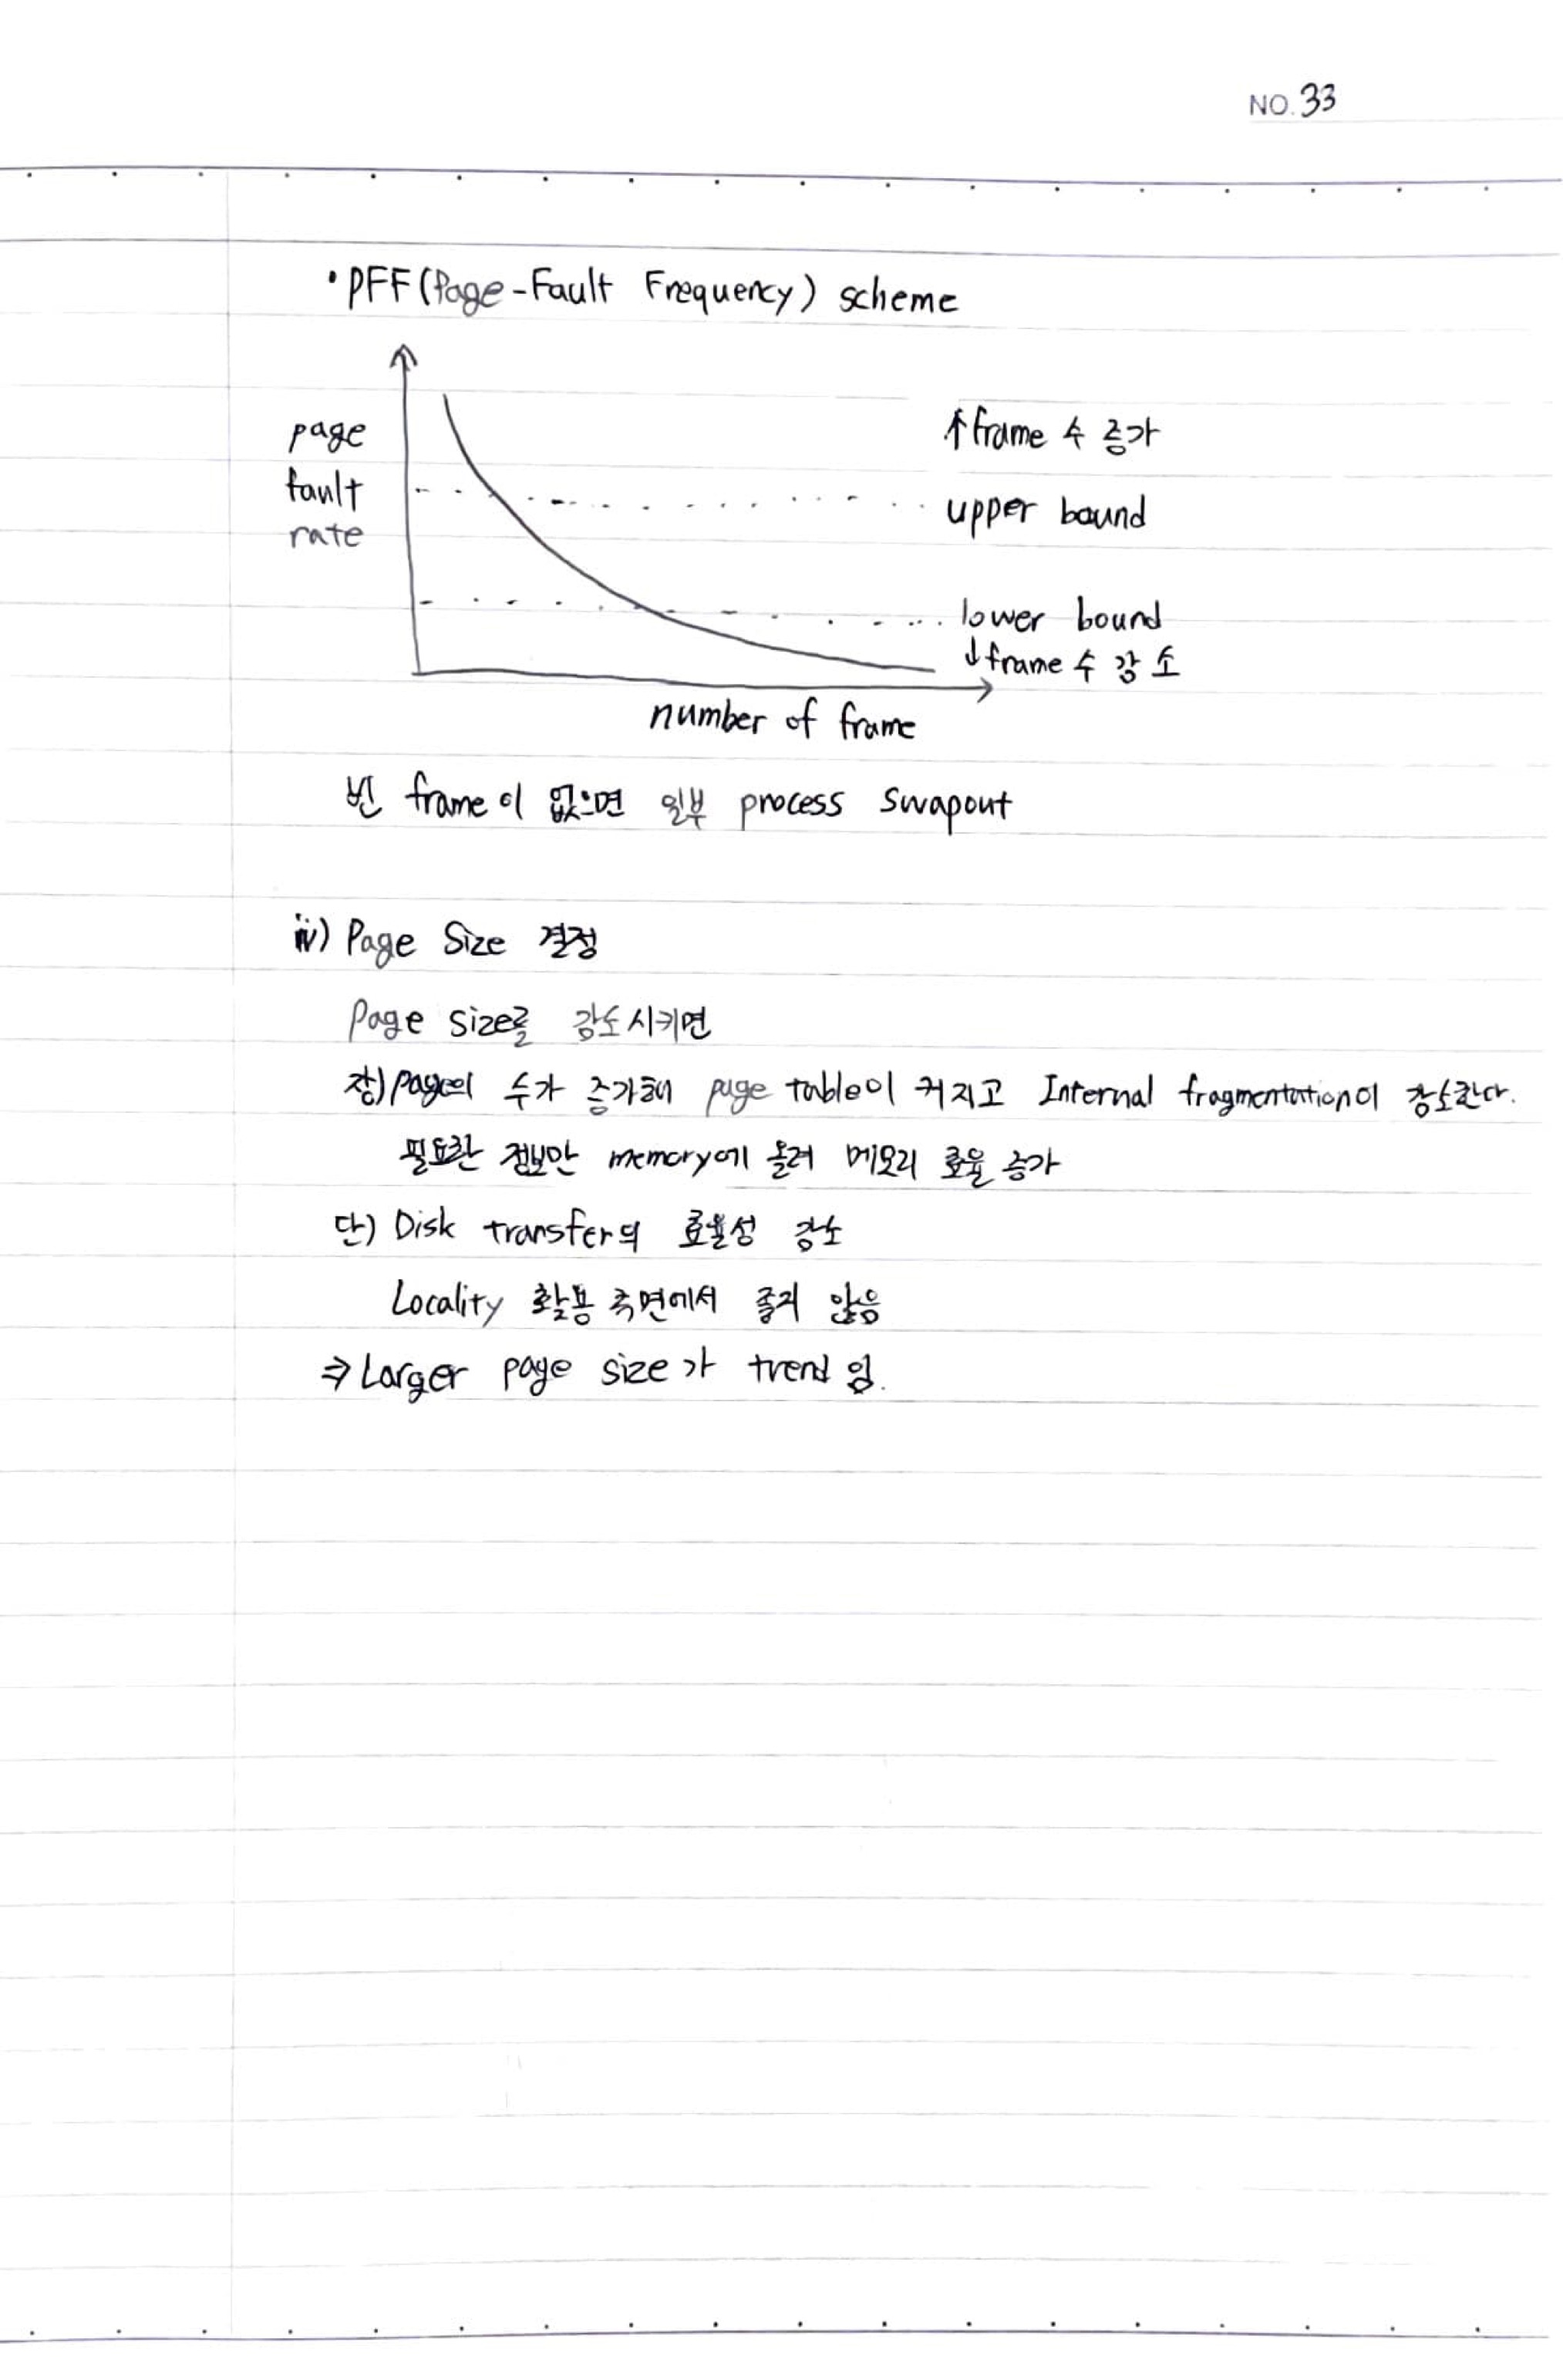 NO. 33
• PFF (Page-Fault Frequency) scheme
↑ frame 수 증가
page
fault
rate
upper bound
lower bound
↓ frame 수 감소
number of frame
빈 frame이 없으면 일부 process swapout
iv) Page Size 결정
Page size를 감소시키면
장) page의 수가 증가해 page table이 커지고 Internal fragmentation이 감소한다.
필요한 정보만 memory에 올려 메모리 효율 증가
단) Disk transfer의 효율성 감소
Locality 활용 측면에서 좋지 않음
⇒ Larger page size가 trend 임.